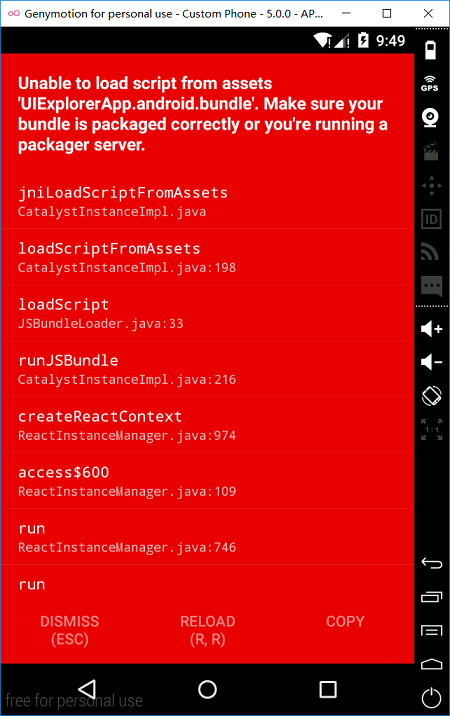 Genymotion for personal use - Custom Phone - 5.0.0 - AP...
9:49
Unable to load script from assets
'UIExplorerApp.android.bundle'. Make sure your
bundle is packaged correctly or you're running a
packager server.
jniLoadScriptFromAssets
CatalystInstanceImpl.java
loadScriptFromAssets
CatalystInstanceImpl.java:198
loadScript
JSBundleLoader.java:33
runJSBundle
CatalystInstanceImpl.java:216
createReactContext
ReactInstanceManager.java:974
access$600
ReactInstanceManager.java:109
run
ReactInstanceManager.java:746
run
DISMISS
(ESC)
RELOAD
(R, R)
COPY
free for personal use
GPS
ID
1:1